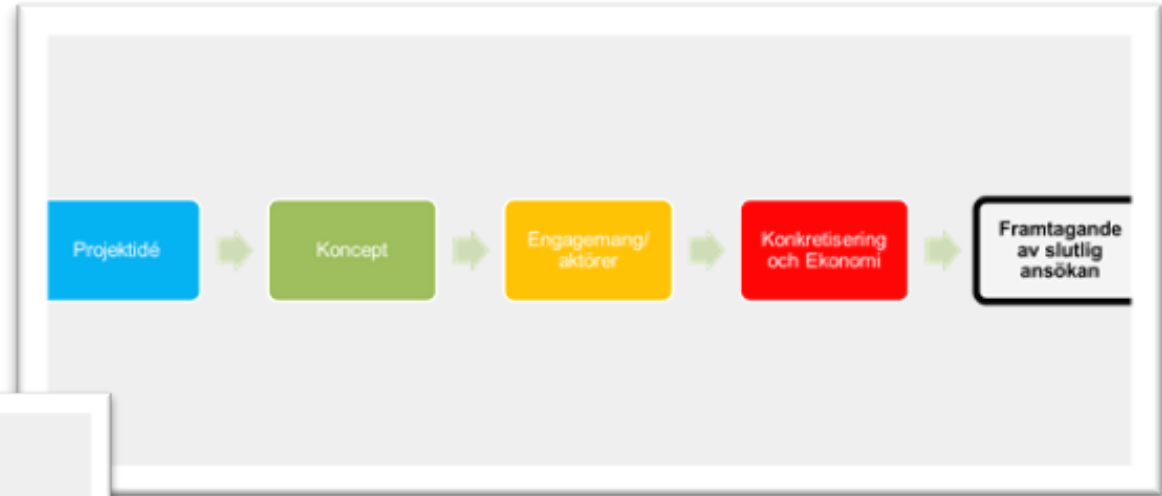 Projektidé
Koncept
Engagemang/
aktörer
Konkretisering
och Ekonomi
Framtagande
av slutlig
ansökan